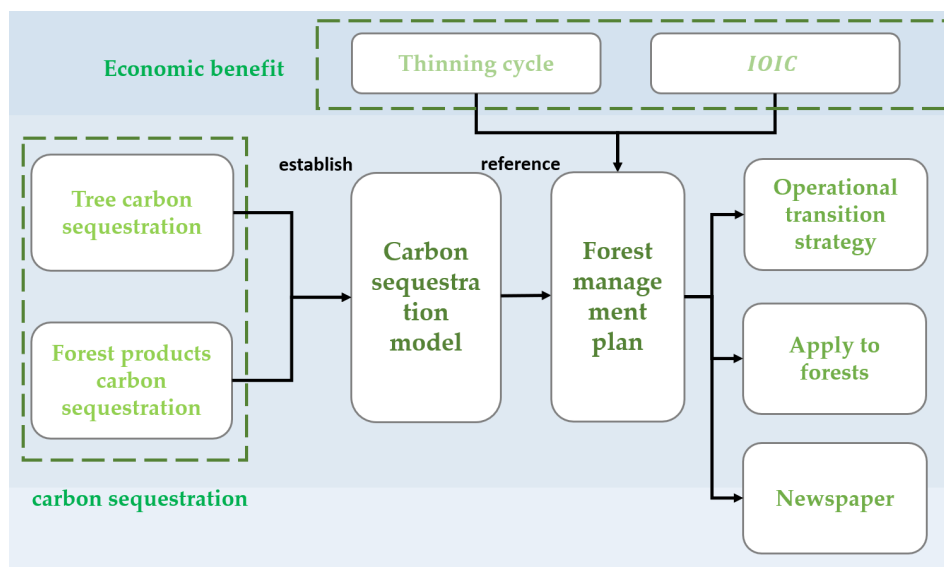 Economic benefit
Thinning cycle
IOIC
establish
reference
Tree carbon
sequestration
Forest products
carbon
sequestration
Carbon
sequestra
tion
model
Forest
manage
ment
plan
Operational
transition
strategy
Apply to
forests
Newspaper
carbon sequestration